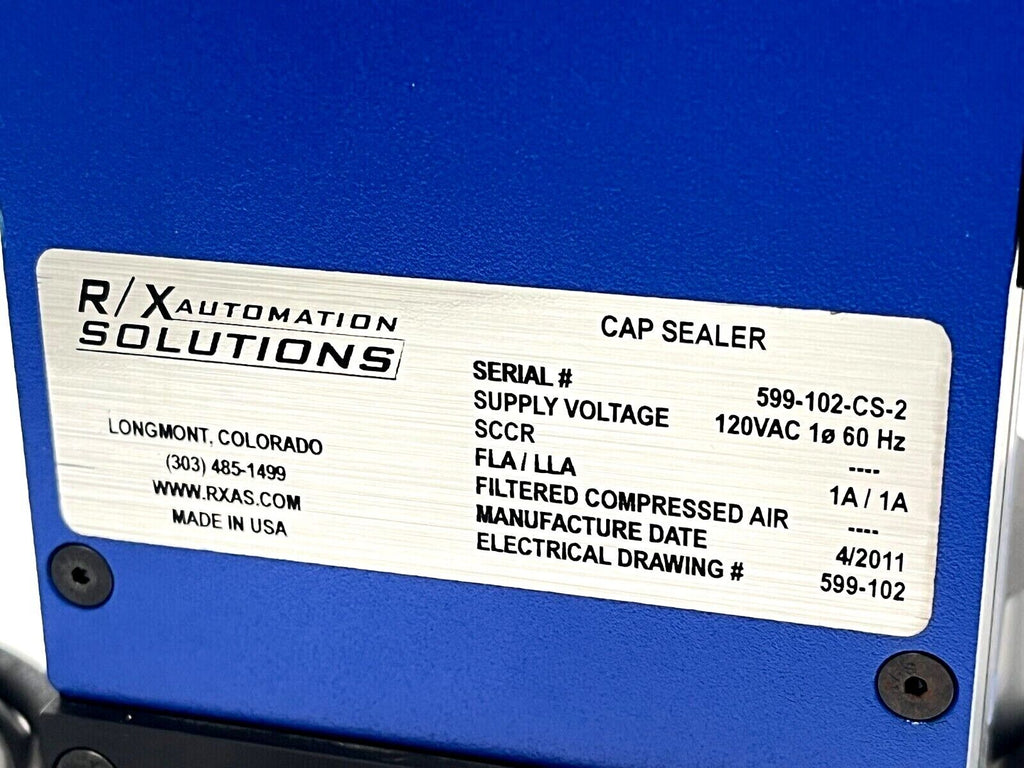 R/X AUTOMATION
SOLUTIONS
LONGMONT, COLORADO
(303) 485-1499
WWW.RXAS.COM
MADE IN USA
CAP SEALER
SERIAL # 599-102-CS-2
SUPPLY VOLTAGE 120VAC 1ø 60 Hz
SCCR ----
FLA / LLA 1A / 1A
FILTERED COMPRESSED AIR ----
MANUFACTURE DATE 4/2011
ELECTRICAL DRAWING # 599-102